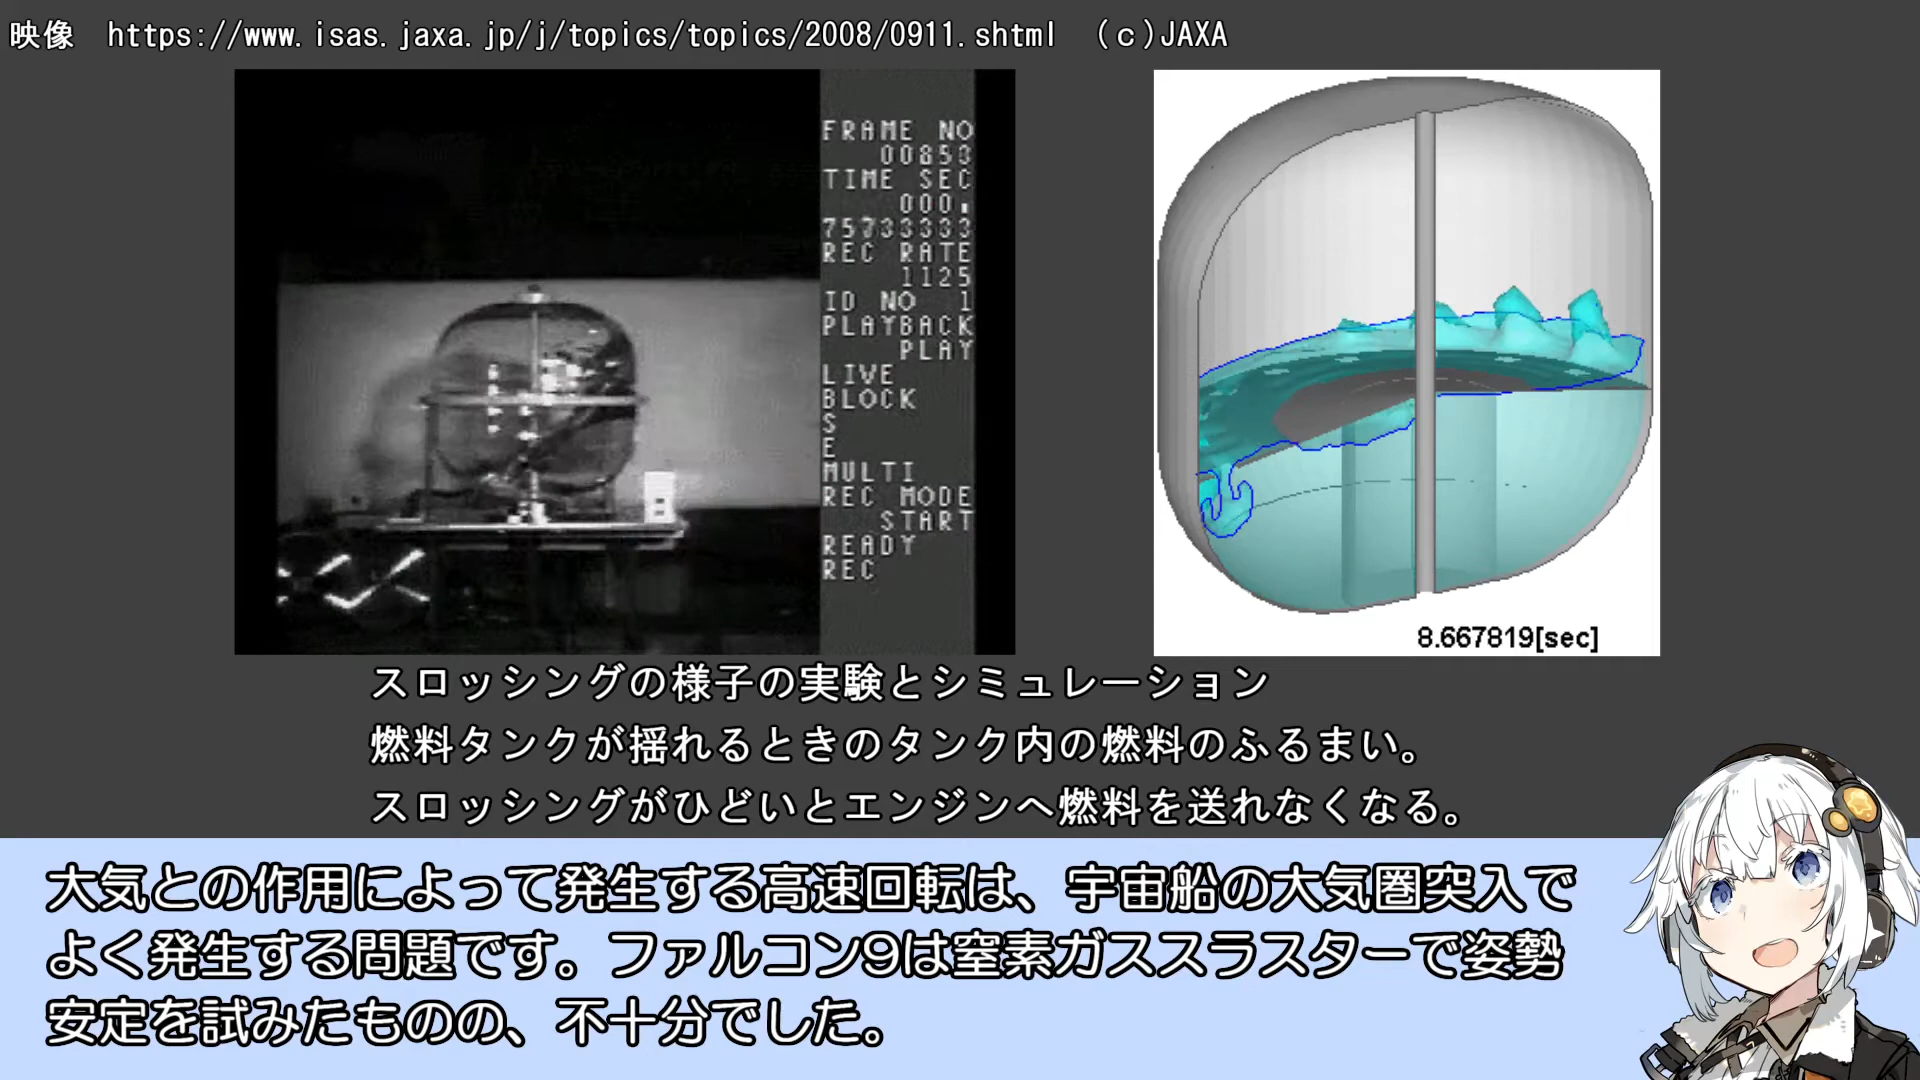 映像　https://www.isas.jaxa.jp/j/topics/topics/2008/0911.shtml　（c）JAXA
FRAME NO
00853
TIME SEC
000.
75733333
REC RATE
1125
ID NO 1
PLAYBACK
PLAY
LIVE
BLOCK
S
E
MULTI
REC MODE
START
READY
REC
8.667819[sec]
スロッシングの様子の実験とシミュレーション
燃料タンクが揺れるときのタンク内の燃料のふるまい。
スロッシングがひどいとエンジンへ燃料を送れなくなる。
大気との作用によって発生する高速回転は、宇宙船の大気圏突入で
よく発生する問題です。ファルコン9は窒素ガススラスターで姿勢
安定を試みたものの、不十分でした。